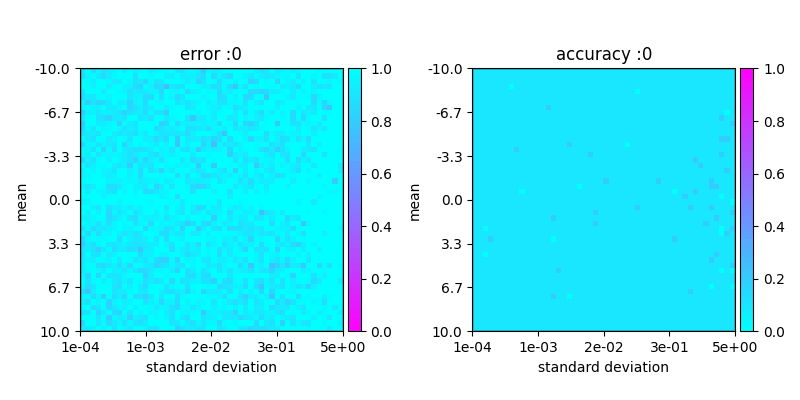 error :0
accuracy :0
-10.0
-6.7
-3.3
0.0
3.3
6.7
10.0
mean
1e-04
1e-03
2e-02
3e-01
5e+00
standard deviation
1.0
0.8
0.6
0.4
0.2
0.0
-10.0
-6.7
-3.3
0.0
3.3
6.7
10.0
mean
1e-04
1e-03
2e-02
3e-01
5e+00
standard deviation
1.0
0.8
0.6
0.4
0.2
0.0